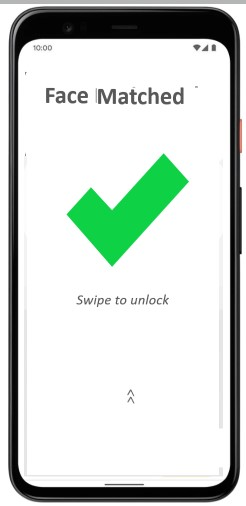 10:00
Face Matched
Swipe to unlock